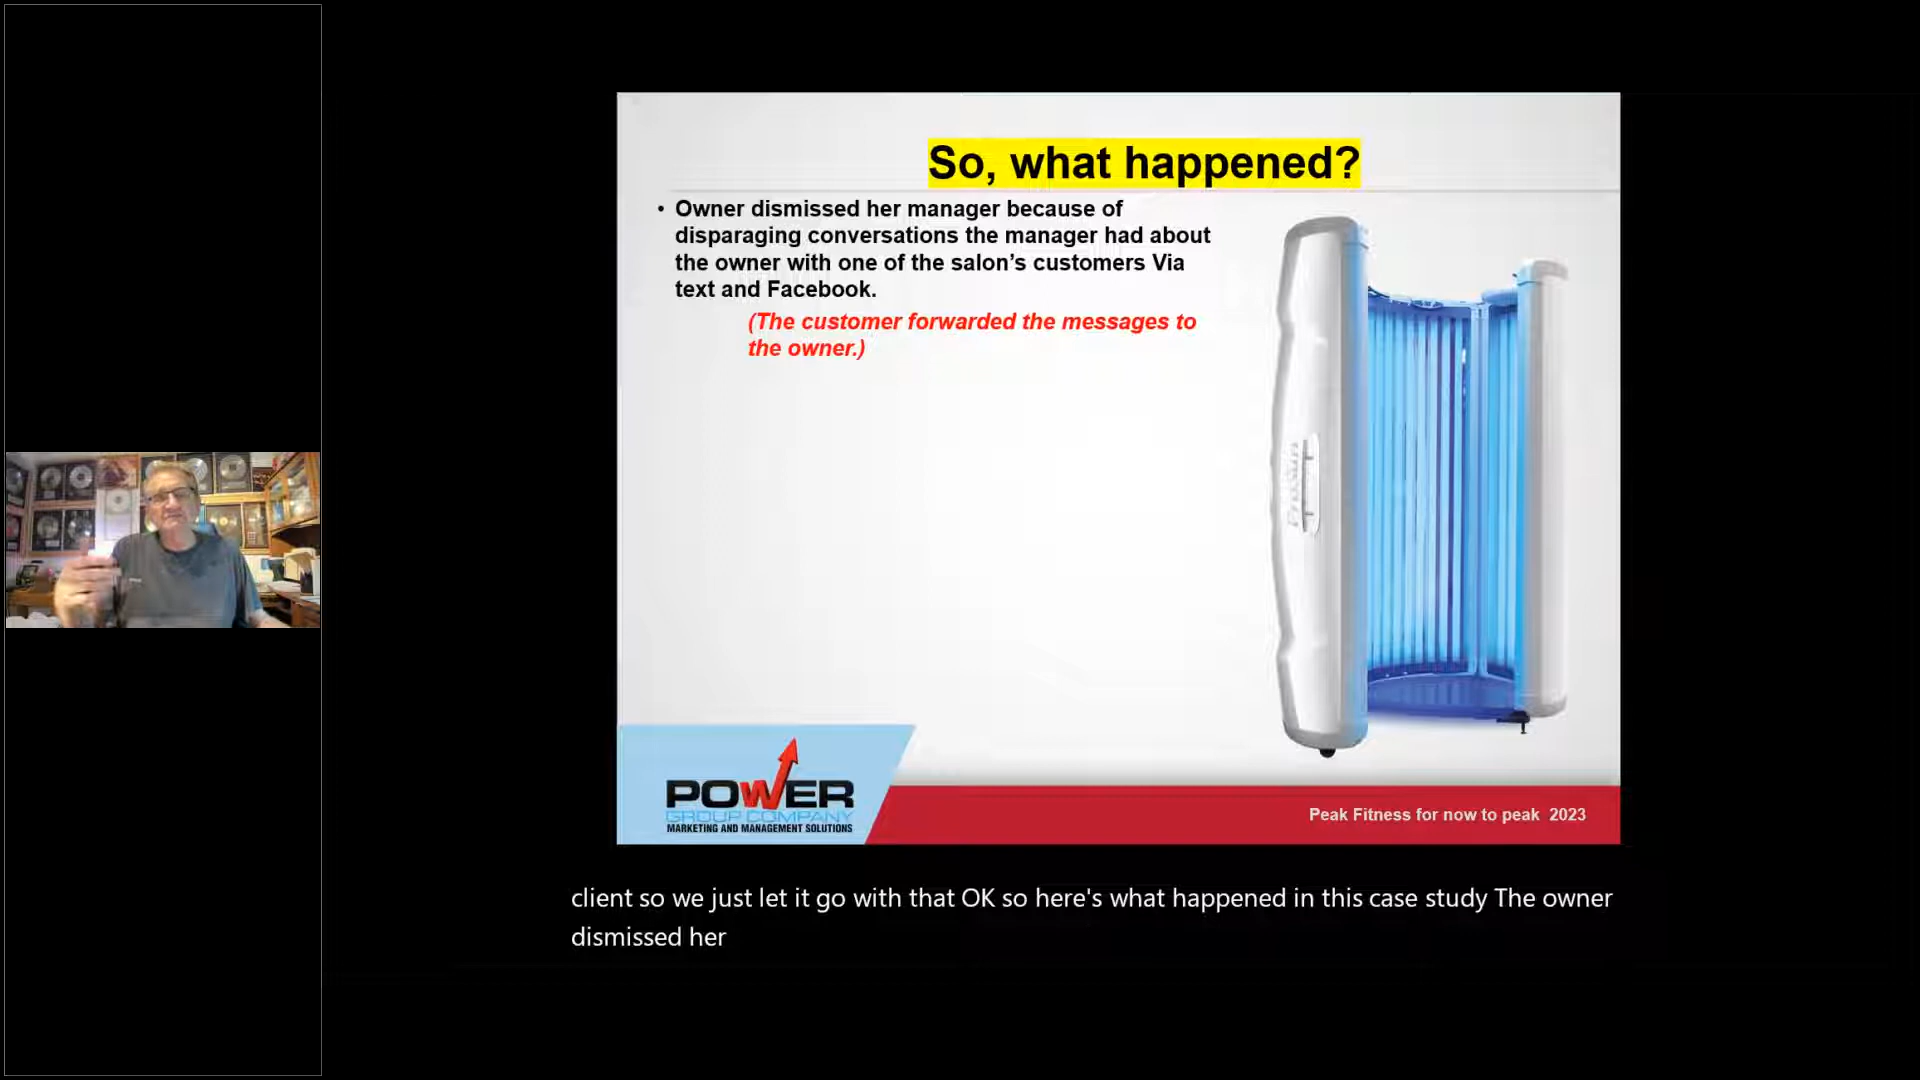 So, what happened?
• Owner dismissed her manager because of
disparaging conversations the manager had about
the owner with one of the salon’s customers Via
text and Facebook.
(The customer forwarded the messages to
the owner.)
ProSun
POWER
GROUP COMPANY
MARKETING AND MANAGEMENT SOLUTIONS
Peak Fitness for now to peak 2023
client so we just let it go with that OK so here's what happened in this case study The owner
dismissed her